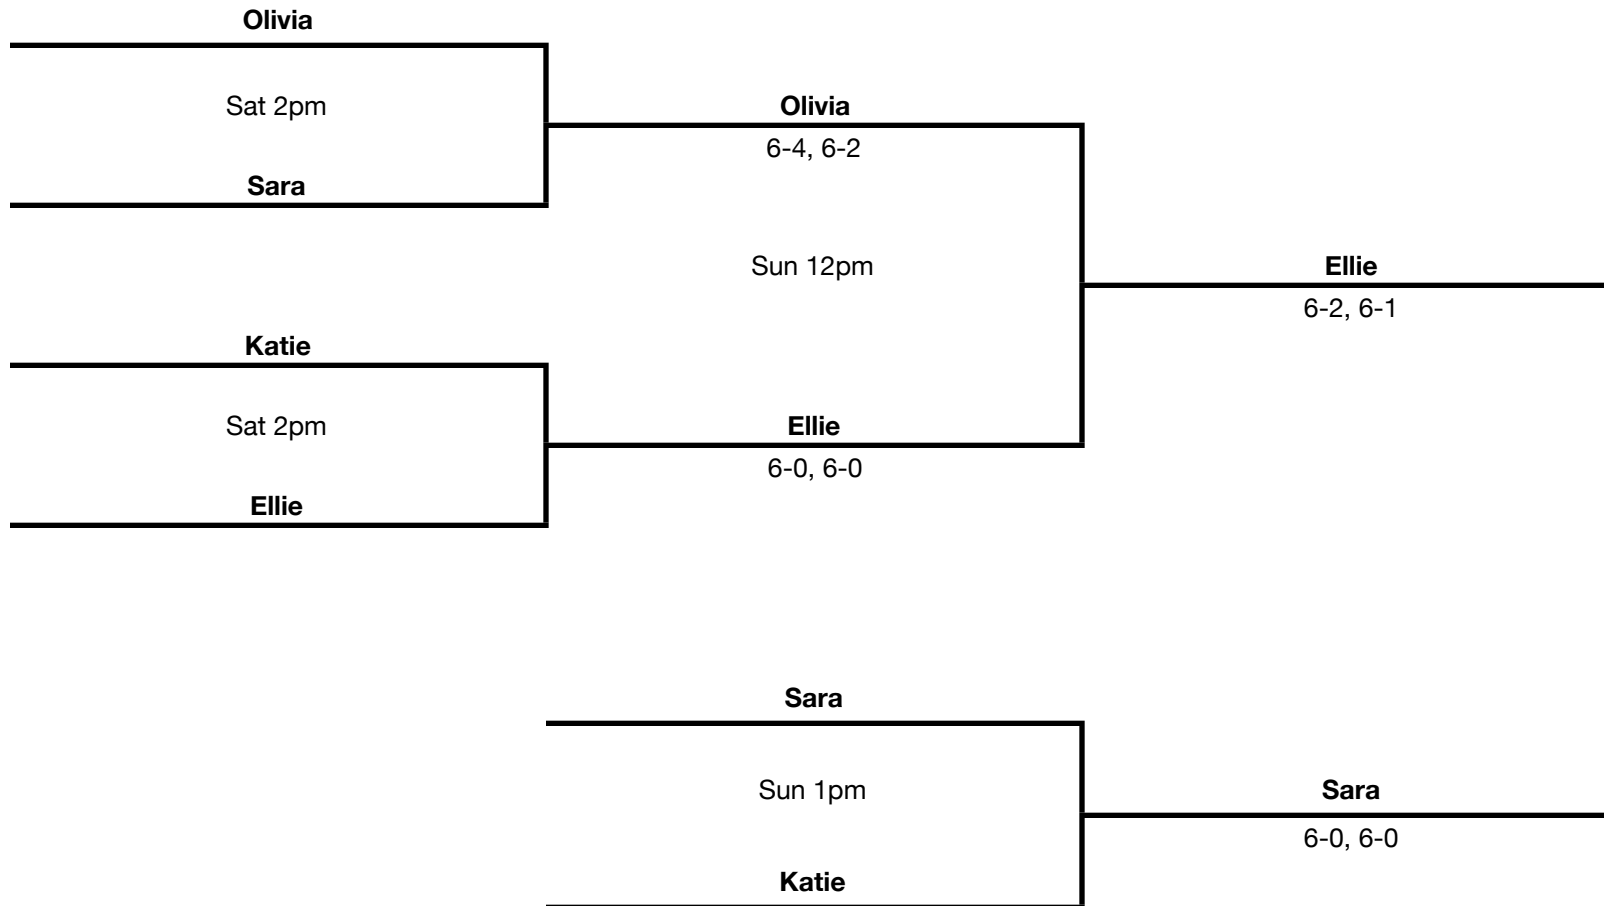 Olivia
Sat 2pm
Sara
Olivia
6-4, 6-2
Sun 12pm
Katie
Sat 2pm
Ellie
Ellie
6-0, 6-0
Ellie
6-2, 6-1
Sara
Sun 1pm
Katie
Sara
6-0, 6-0